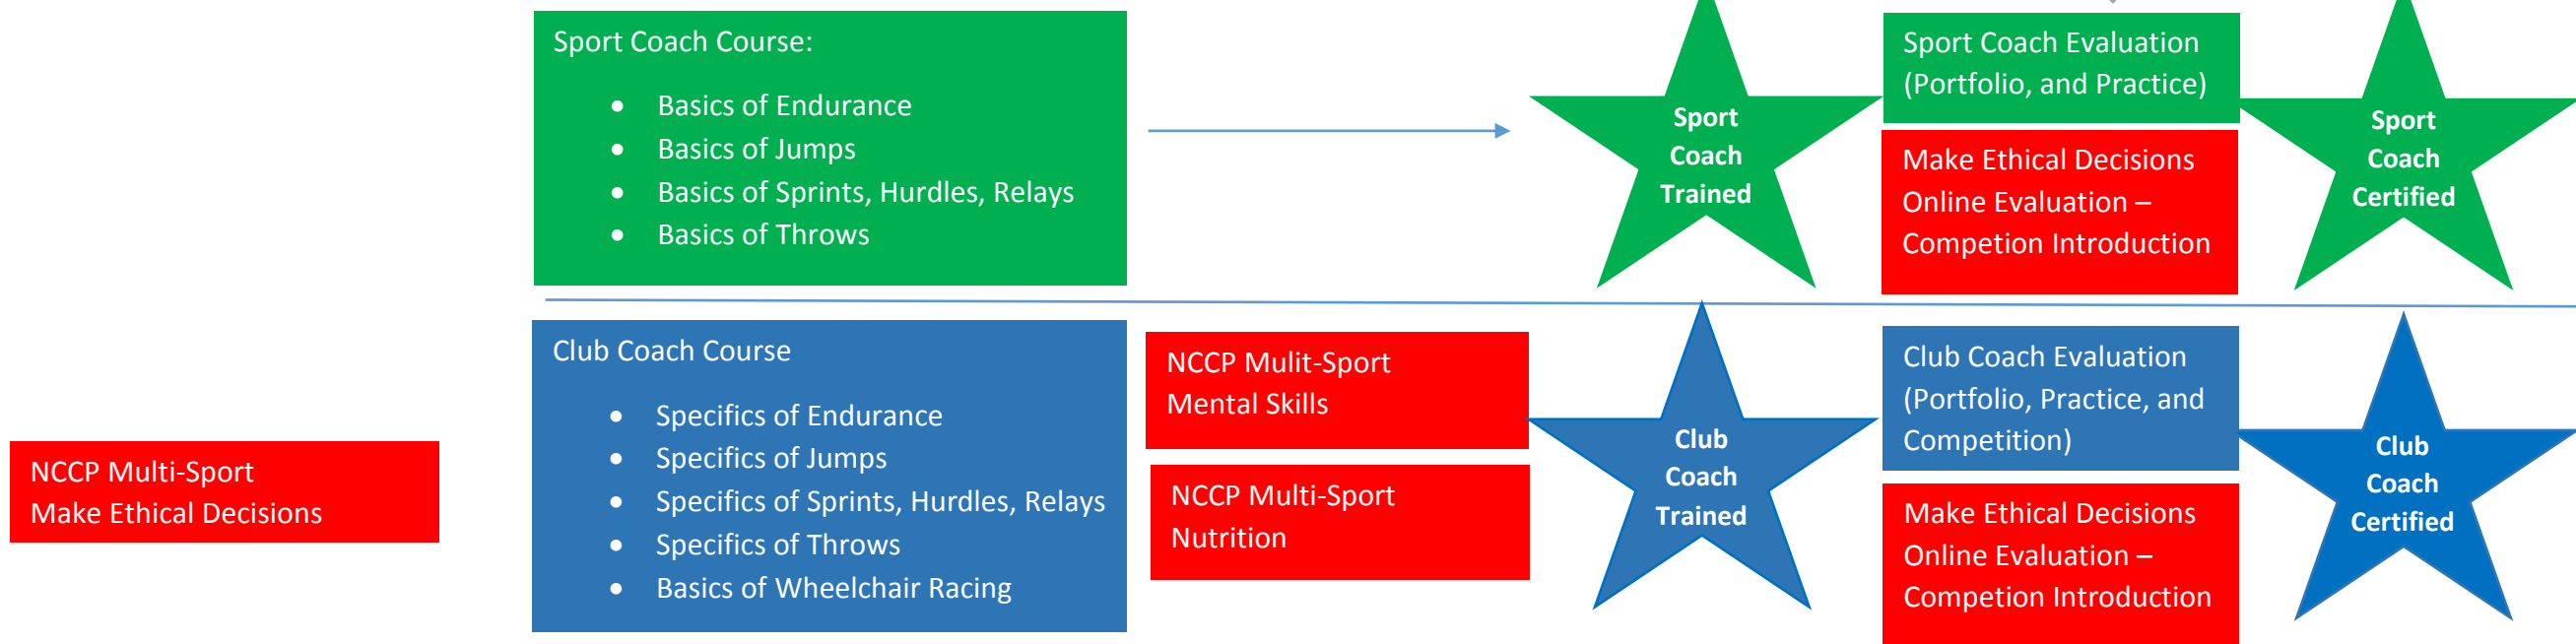 Sport Coach Course:
• Basics of Endurance
• Basics of Jumps
• Basics of Sprints, Hurdles, Relays
• Basics of Throws
Sport
Coach
Trained
Sport Coach Evaluation
(Portfolio, and Practice)
Make Ethical Decisions
Online Evaluation –
Competion Introduction
Sport
Coach
Certified
NCCP Multi-Sport
Make Ethical Decisions
Club Coach Course
• Specifics of Endurance
• Specifics of Jumps
• Specifics of Sprints, Hurdles, Relays
• Specifics of Throws
• Basics of Wheelchair Racing
NCCP Mulit-Sport
Mental Skills
NCCP Multi-Sport
Nutrition
Club
Coach
Trained
Club Coach Evaluation
(Portfolio, Practice, and
Competition)
Make Ethical Decisions
Online Evaluation –
Competion Introduction
Club
Coach
Certified